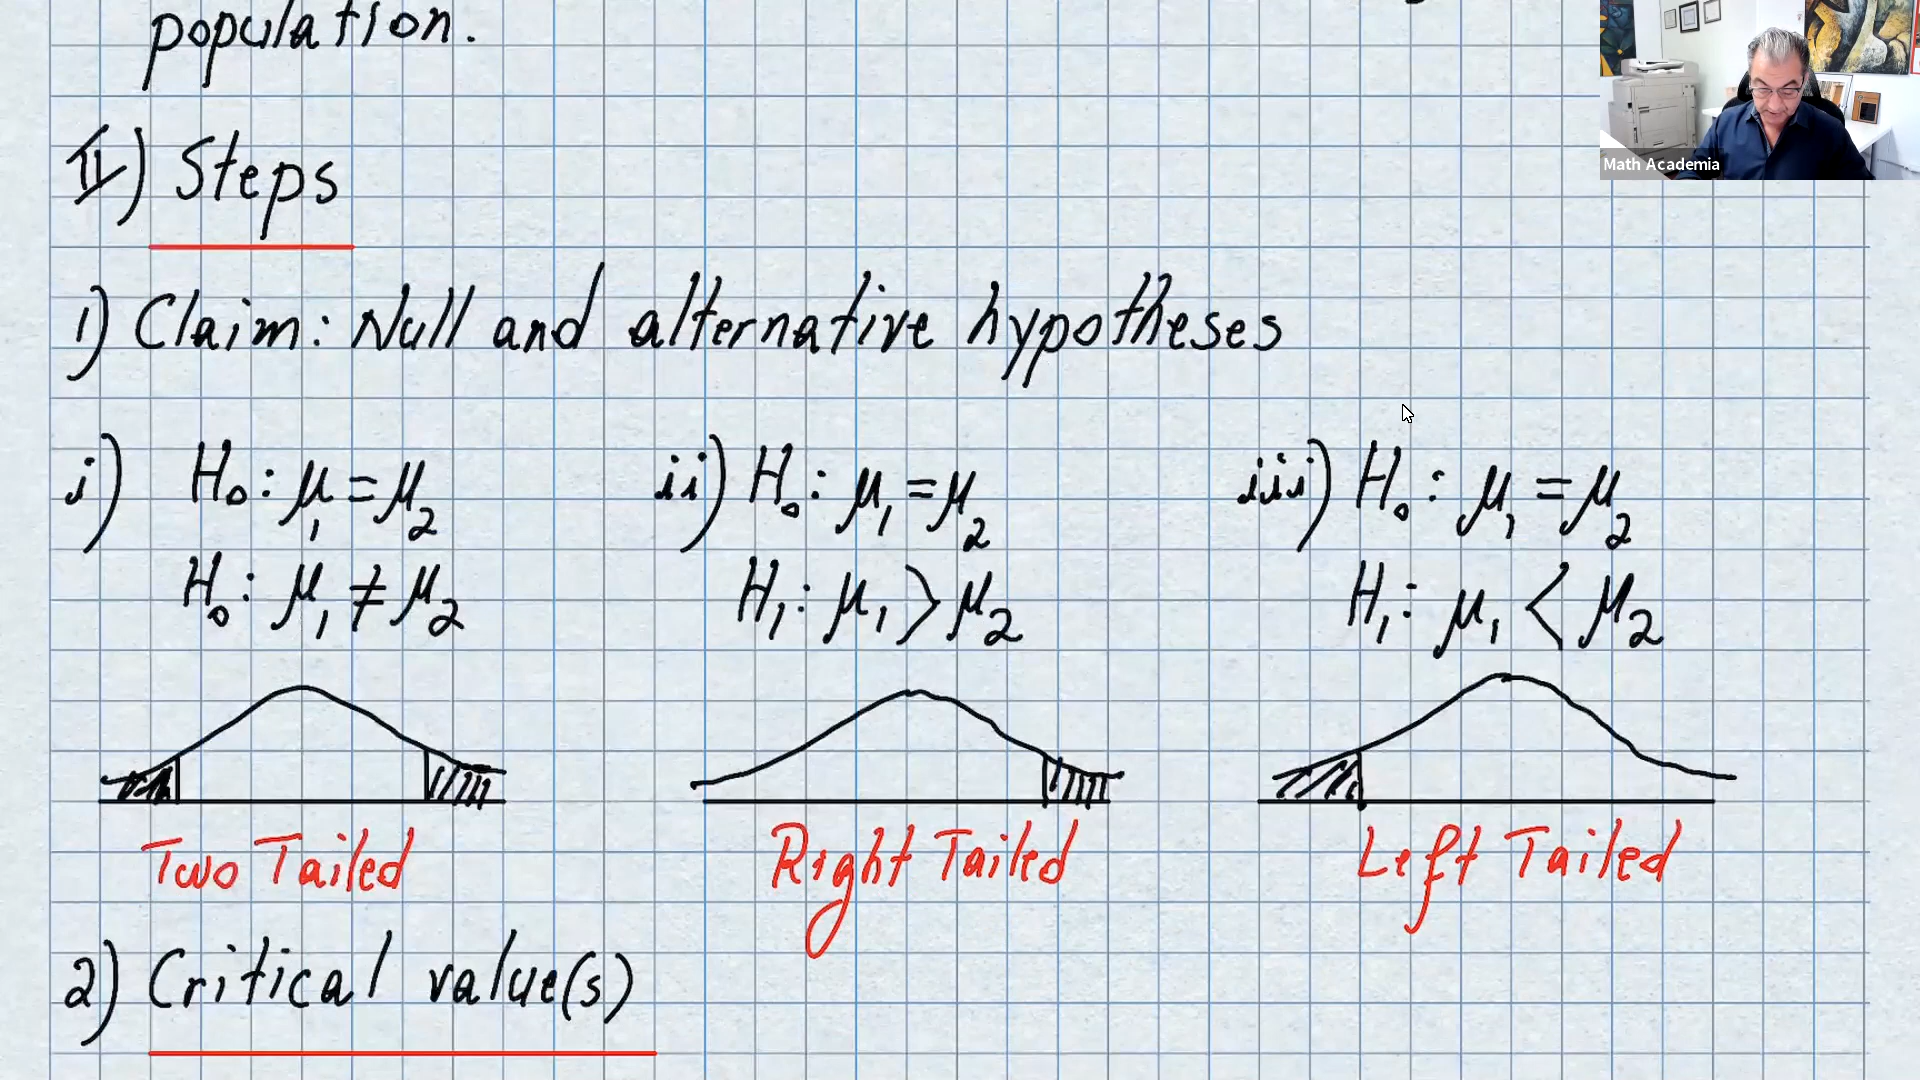 population.
Math Academia
II) Steps
1) Claim: Null and alternative hypotheses
i) H₀: μ₁ = μ₂ ii) H₀: μ₁ = μ₂ iii) H₀: μ₁ = μ₂
H₀: μ₁ ≠ μ₂ H₁: μ₁ > μ₂ H₁: μ₁ < μ₂
Two Tailed Right Tailed Left Tailed
2) Critical value(s)